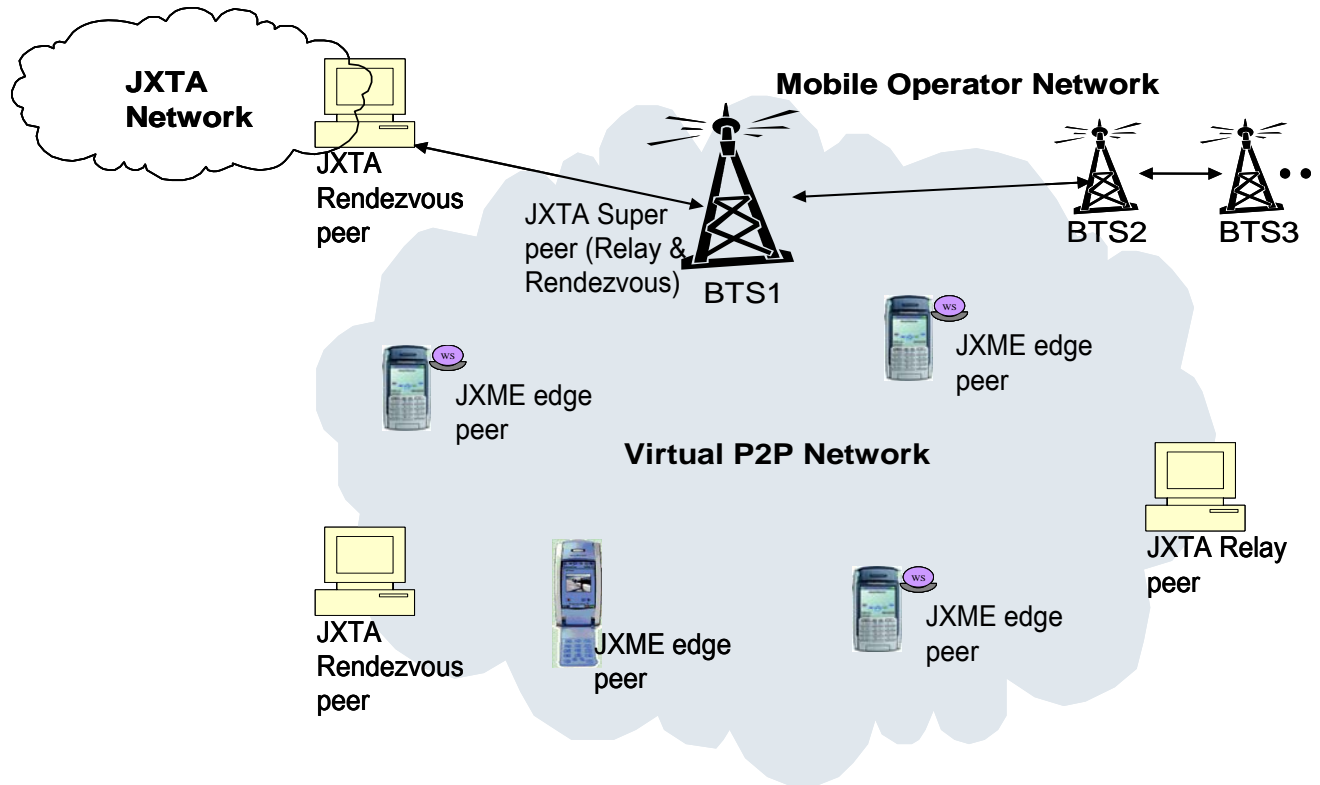 JXTA
Network
Mobile Operator Network
JXTA
Rendezvous
peer
JXTA Super
peer (Relay &
Rendezvous)
BTS1
BTS2
BTS3
ws
JXME edge
peer
ws
JXME edge
peer
Virtual P2P Network
JXTA Relay
peer
JXTA
Rendezvous
peer
JXME edge
peer
ws
JXME edge
peer